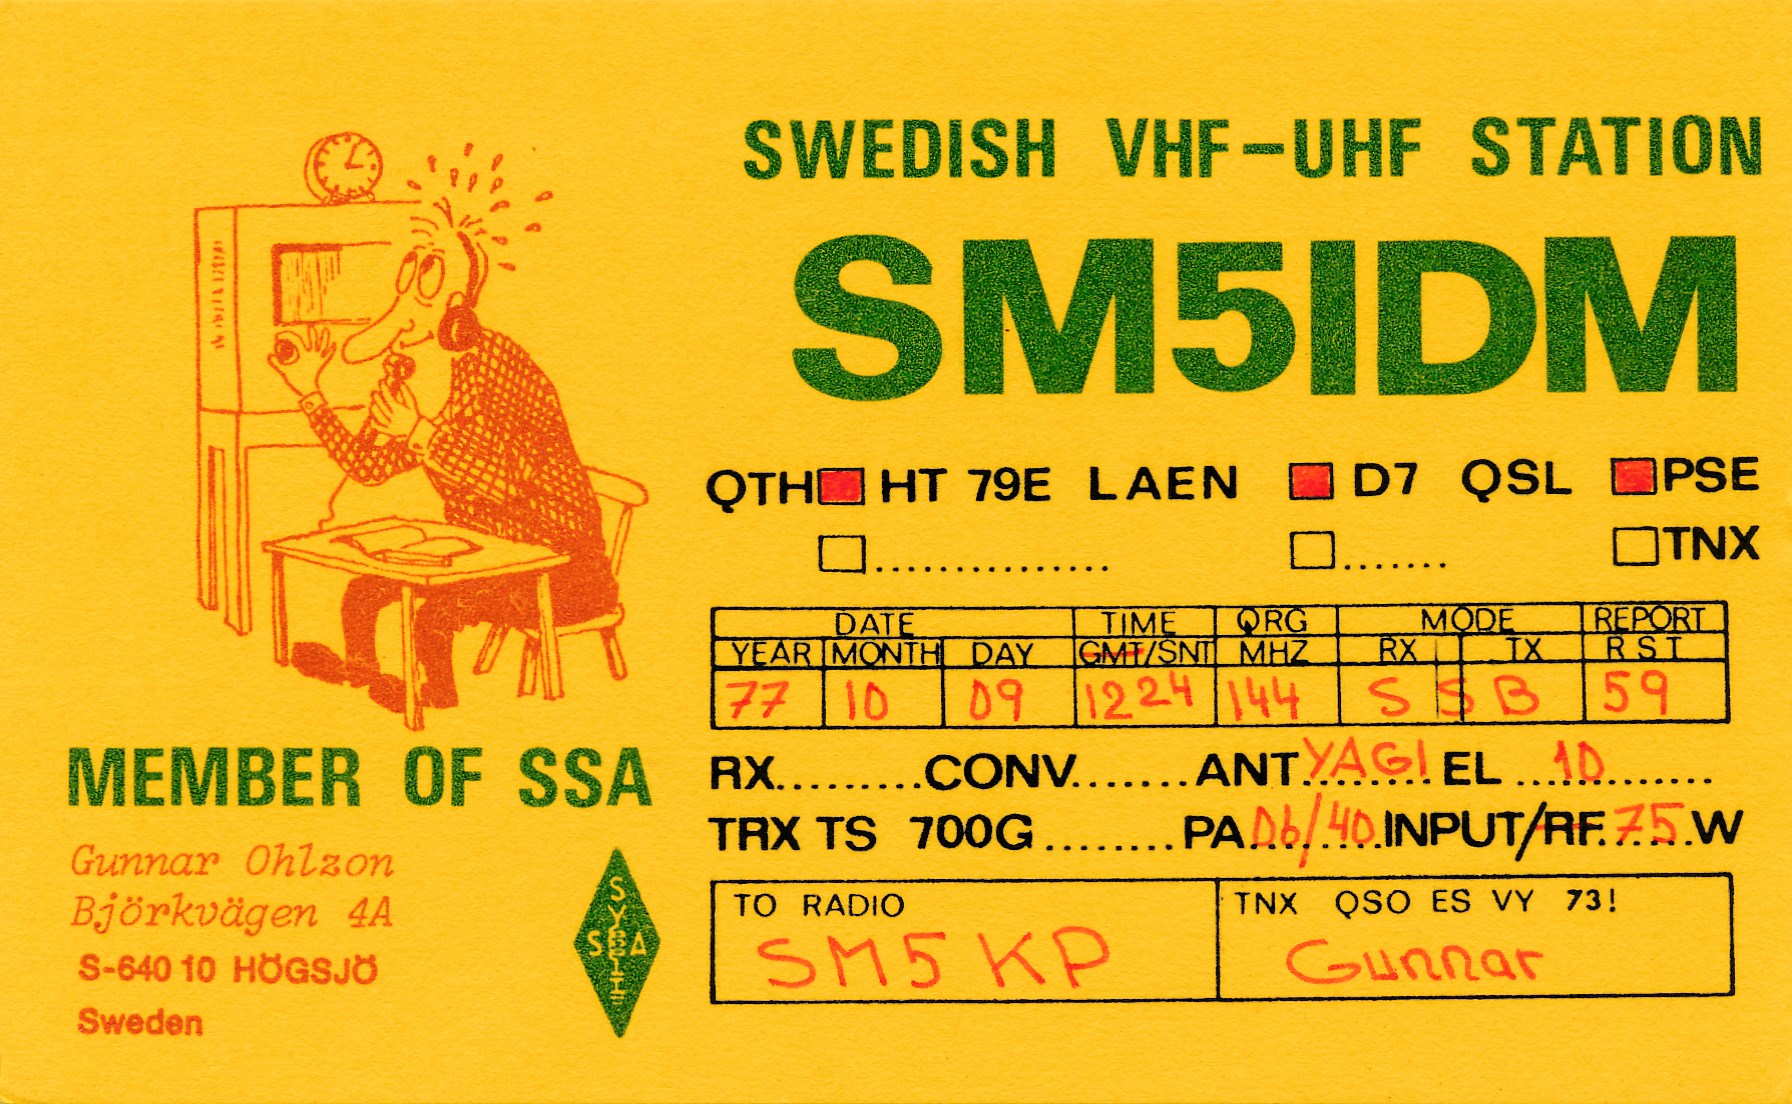 SWEDISH VHF-UHF STATION
SM5IDM
QTH HT 79E LAEN D7 QSL PSE
............... ....... TNX
DATE TIME QRG MODE REPORT
YEAR MONTH DAY GMT/SNT MHZ RX TX RST
77 10 09 1224 144 SSB 59
RX.........CONV.......ANT YAGI EL ...10.......
TRX TS 700G........PA 06/40 INPUT/RF 75 W
TO RADIO
SM5KP
TNX QSO ES VY 73!
Gunnar
MEMBER OF SSA
Gunnar Ohlzon
Björkvägen 4A
S-640 10 HÖGSJÖ
Sweden
SSA